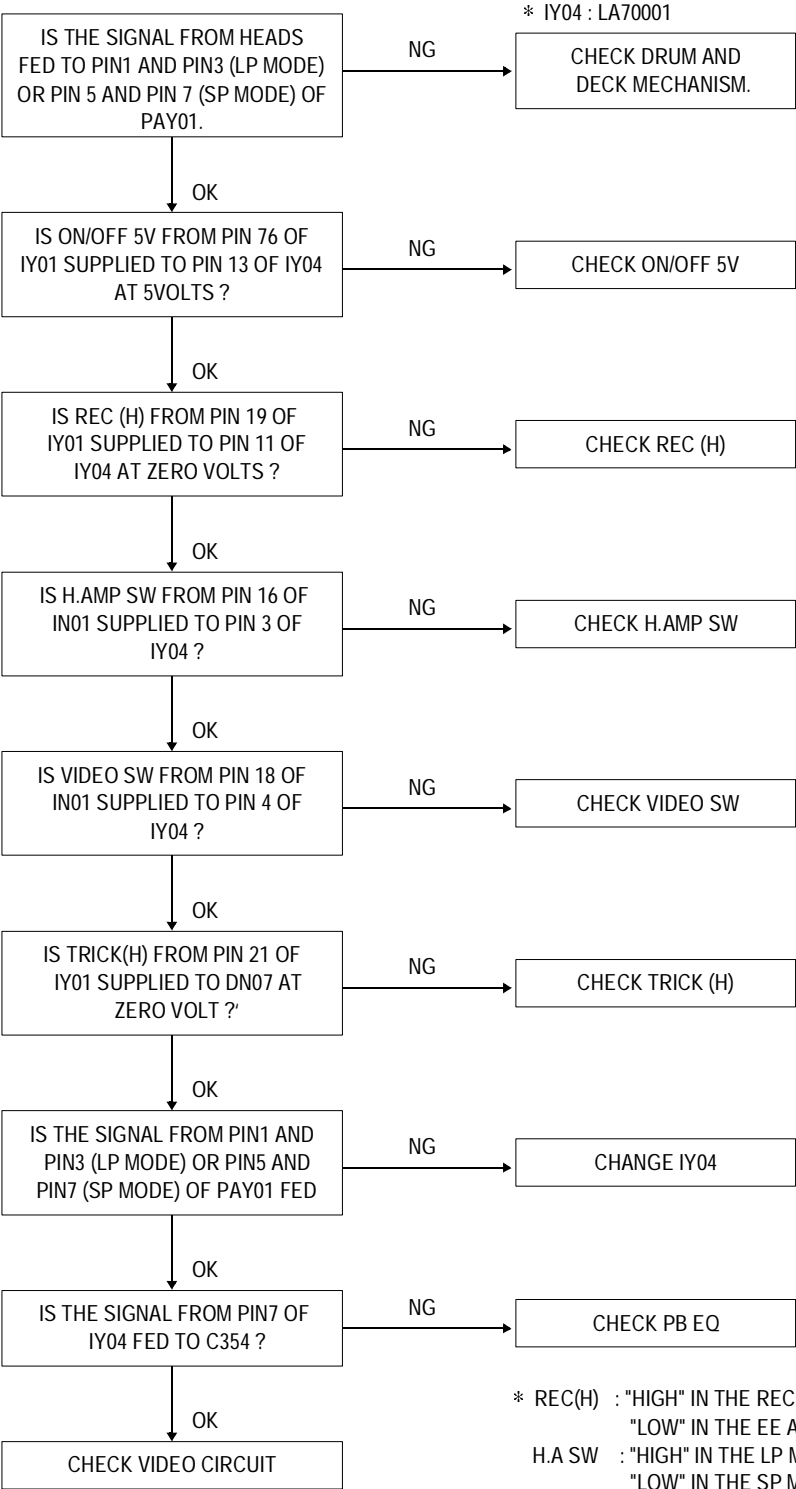 * IY04 : LA70001
IS THE SIGNAL FROM HEADS
FED TO PIN1 AND PIN3 (LP MODE)
OR PIN 5 AND PIN 7 (SP MODE) OF
PAY01.
NG
CHECK DRUM AND
DECK MECHANISM.
OK
IS ON/OFF 5V FROM PIN 76 OF
IY01 SUPPLIED TO PIN 13 OF IY04
AT 5VOLTS ?
NG
CHECK ON/OFF 5V
OK
IS REC (H) FROM PIN 19 OF
IY01 SUPPLIED TO PIN 11 OF
IY04 AT ZERO VOLTS ?
NG
CHECK REC (H)
OK
IS H.AMP SW FROM PIN 16 OF
IN01 SUPPLIED TO PIN 3 OF
IY04 ?
NG
CHECK H.AMP SW
OK
IS VIDEO SW FROM PIN 18 OF
IN01 SUPPLIED TO PIN 4 OF
IY04 ?
NG
CHECK VIDEO SW
OK
IS TRICK(H) FROM PIN 21 OF
IY01 SUPPLIED TO DN07 AT
ZERO VOLT ?'
NG
CHECK TRICK (H)
OK
IS THE SIGNAL FROM PIN1 AND
PIN3 (LP MODE) OR PIN5 AND
PIN7 (SP MODE) OF PAY01 FED
NG
CHANGE IY04
OK
IS THE SIGNAL FROM PIN7 OF
IY04 FED TO C354 ?
NG
CHECK PB EQ
OK
CHECK VIDEO CIRCUIT
* REC(H) : "HIGH" IN THE REC
"LOW" IN THE EE A
H.A SW : "HIGH" IN THE LP M
"LOW" IN THE SP M